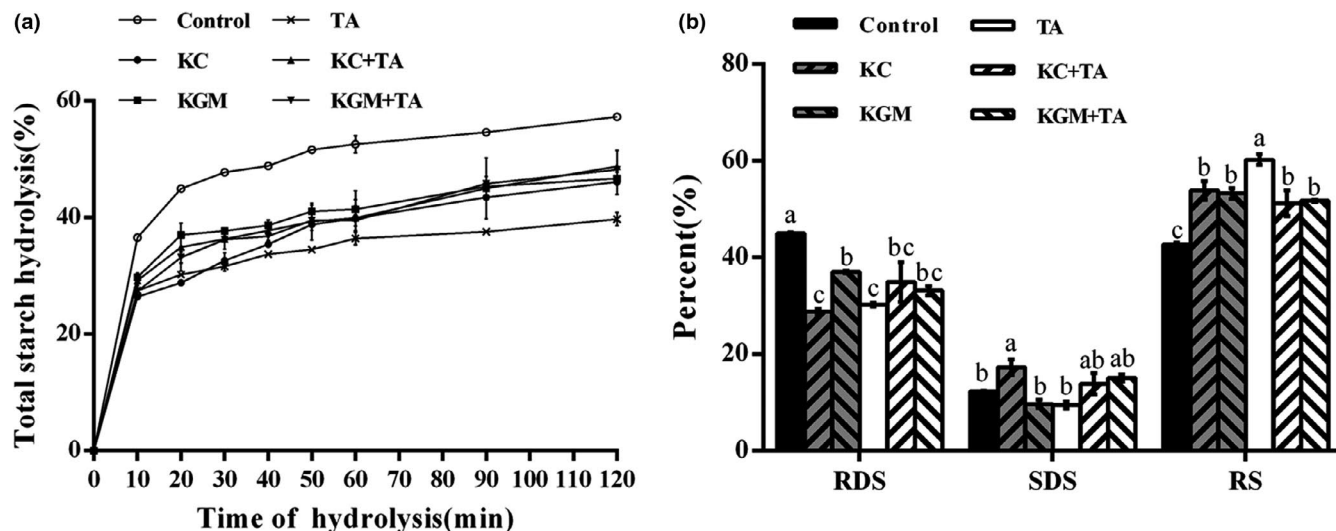 (a)
Control
TA
KC
KC+TA
KGM
KGM+TA
Total starch hydrolysis(%)
60
40
20
0
0 10 20 30 40 50 60 70 80 90 100 110 120
Time of hydrolysis(min)
(b)
Control
TA
KC
KC+TA
KGM
KGM+TA
Percent(%)
80
60
40
20
0
a c b c bc bc
b a b b ab ab
c b b a b b
RDS SDS RS